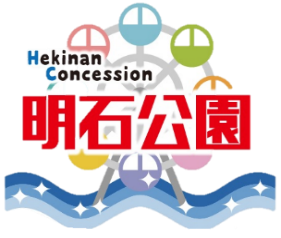 Hekinan
Concession
明石公園